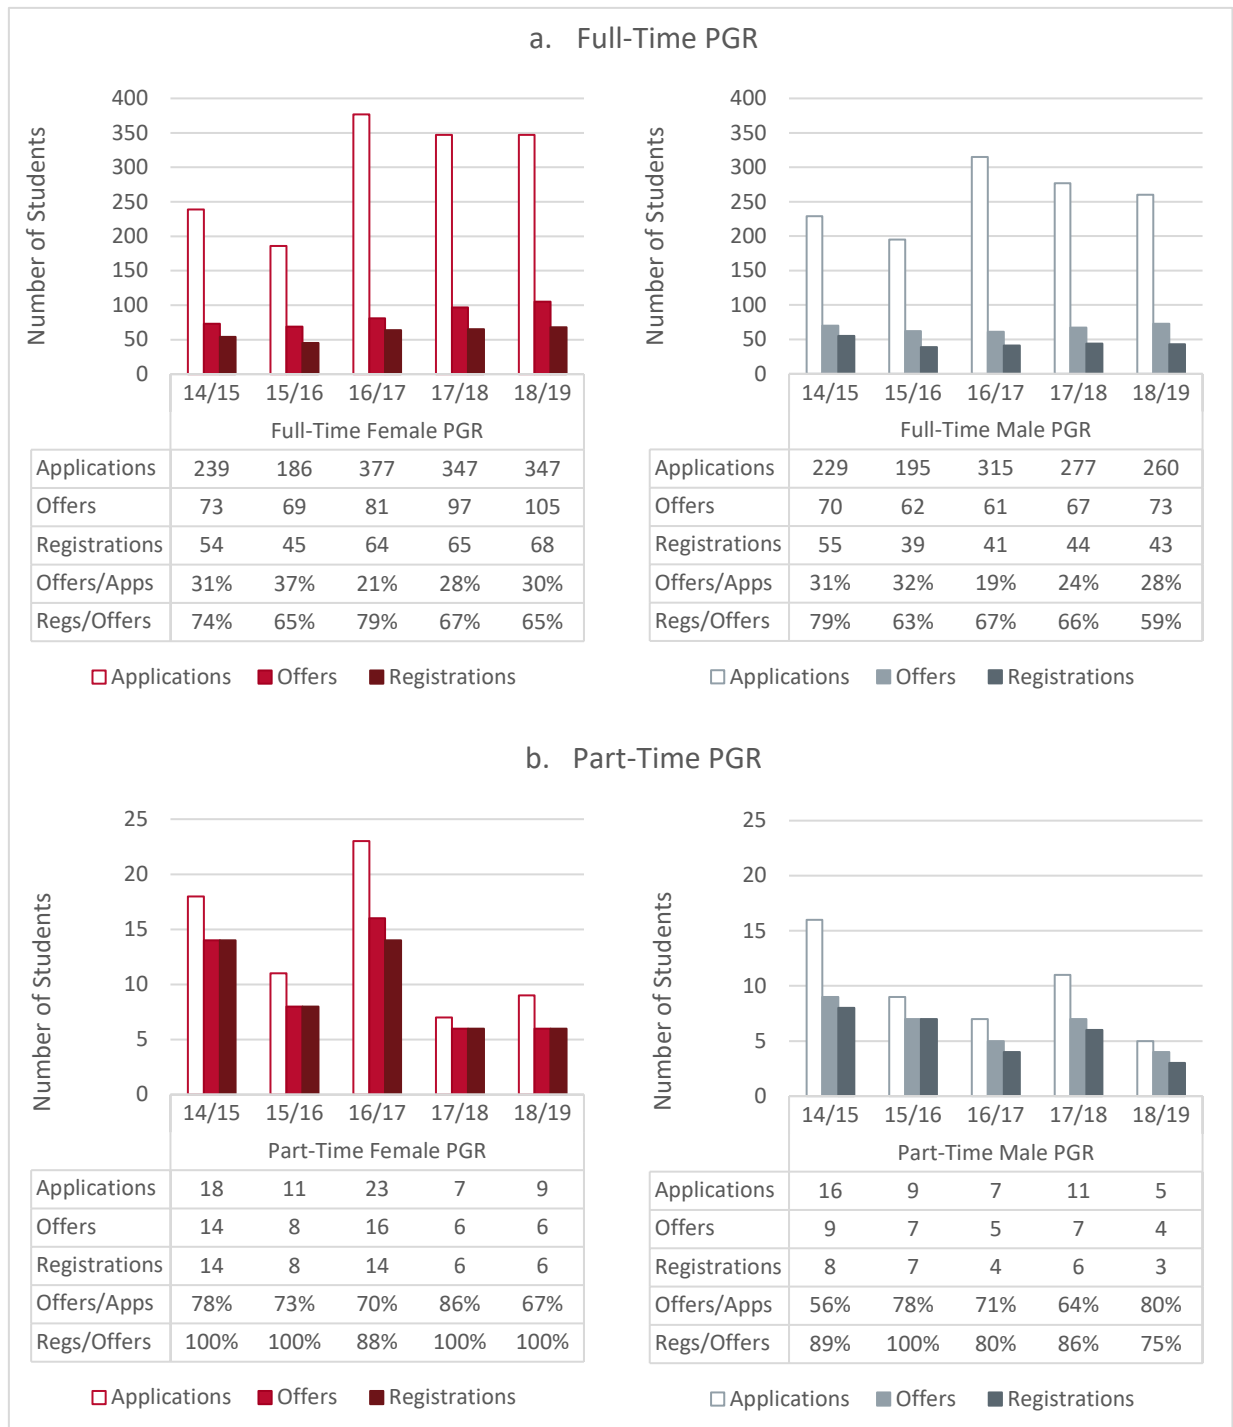 a. Full-Time PGR
Number of Students
400
350
300
250
200
150
100
50
0
14/15 15/16 16/17 17/18 18/19
Full-Time Female PGR
Applications 239 186 377 347 347
Offers 73 69 81 97 105
Registrations 54 45 64 65 68
Offers/Apps 31% 37% 21% 28% 30%
Regs/Offers 74% 65% 79% 67% 65%
Applications Offers Registrations
Number of Students
400
350
300
250
200
150
100
50
0
14/15 15/16 16/17 17/18 18/19
Full-Time Male PGR
Applications 229 195 315 277 260
Offers 70 62 61 67 73
Registrations 55 39 41 44 43
Offers/Apps 31% 32% 19% 24% 28%
Regs/Offers 79% 63% 67% 66% 59%
Applications Offers Registrations
b. Part-Time PGR
Number of Students
25
20
15
10
5
0
14/15 15/16 16/17 17/18 18/19
Part-Time Female PGR
Applications 18 11 23 7 9
Offers 14 8 16 6 6
Registrations 14 8 14 6 6
Offers/Apps 78% 73% 70% 86% 67%
Regs/Offers 100% 100% 88% 100% 100%
Applications Offers Registrations
Number of Students
25
20
15
10
5
0
14/15 15/16 16/17 17/18 18/19
Part-Time Male PGR
Applications 16 9 7 11 5
Offers 9 7 5 7 4
Registrations 8 7 4 6 3
Offers/Apps 56% 78% 71% 64% 80%
Regs/Offers 89% 100% 80% 86% 75%
Applications Offers Registrations